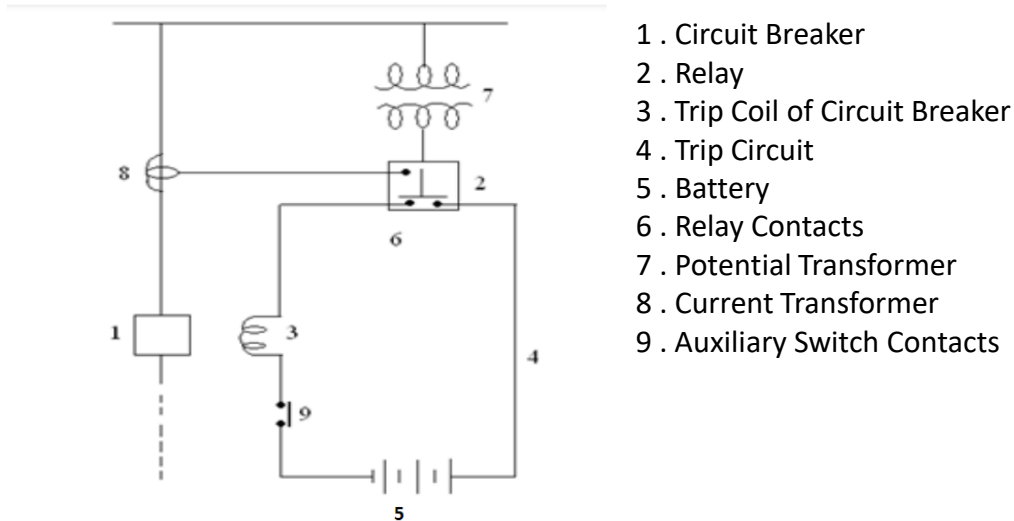 1 . Circuit Breaker
2 . Relay
3 . Trip Coil of Circuit Breaker
4 . Trip Circuit
5 . Battery
6 . Relay Contacts
7 . Potential Transformer
8 . Current Transformer
9 . Auxiliary Switch Contacts
7
8
2
6
1
3
4
9
5